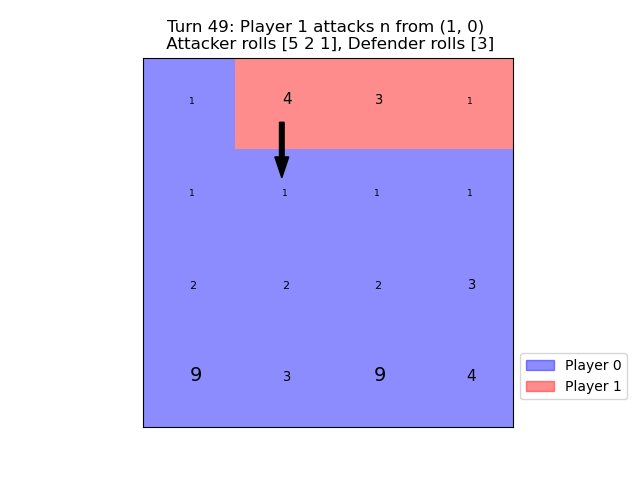 Turn 49: Player 1 attacks n from (1, 0)
Attacker rolls [5 2 1], Defender rolls [3]
1 4 3 1
1 1 1 1
2 2 2 3
9 3 9 4
Player 0
Player 1